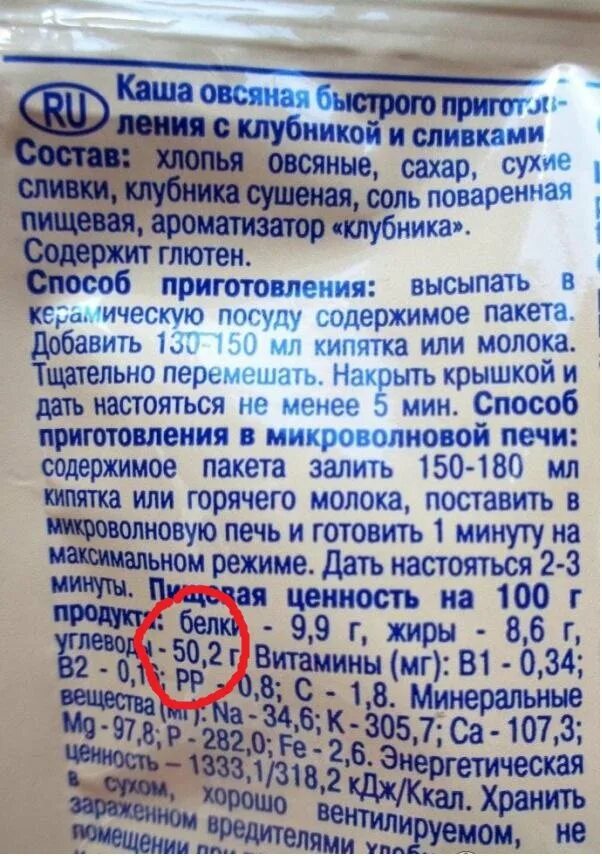 RU Каша овсяная быстрого приготов-
ления с клубникой и сливками
Состав: хлопья овсяные, сахар, сухие
сливки, клубника сушеная, соль поваренная
пищевая, ароматизатор «клубника».
Содержит глютен.
Способ приготовления: высыпать в
керамическую посуду содержимое пакета.
Добавить 130-150 мл кипятка или молока.
Тщательно перемешать. Накрыть крышкой и
дать настояться не менее 5 мин. Способ
приготовления в микроволновой печи:
содержимое пакета залить 150-180 мл
кипятка или горячего молока, поставить в
микроволновую печь и готовить 1 минуту на
максимальном режиме. Дать настояться 2-3
минуты. Пищевая ценность на 100 г
продукта: белки - 9,9 г, жиры - 8,6 г,
углеводы - 50,2 г. Витамины (мг): В1 - 0,34;
В2 - PP - 0,8; С - 1,8. Минеральные
вещества (мг): Na - 34,6; K - 305,7; Ca - 107,3;
Mg - 97,8; P - 282,0; Fe - 2,6. Энергетическая
ценность – 1333,1/318,2 кДж/Ккал. Хранить
в сухом, хорошо вентилируемом, не
зараженном вредителями
помещении при